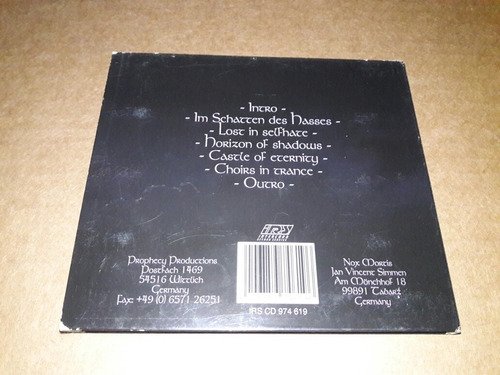 - Intro -
- Im Schatten des Hasses -
- Lost in selfhate -
- Horizon of shadows -
- Castle of eternity -
- Choirs in trance -
- Outro -
IRS
Prophecy Productions
Postfach 1469
54516 Wittlich
Germany
Fax: +49 (0) 6571 26251
IRS CD 974 619
Nox Mortis
Jan Vincent Simmen
Am Mönchhof 18
99891 Tabarz
Germany